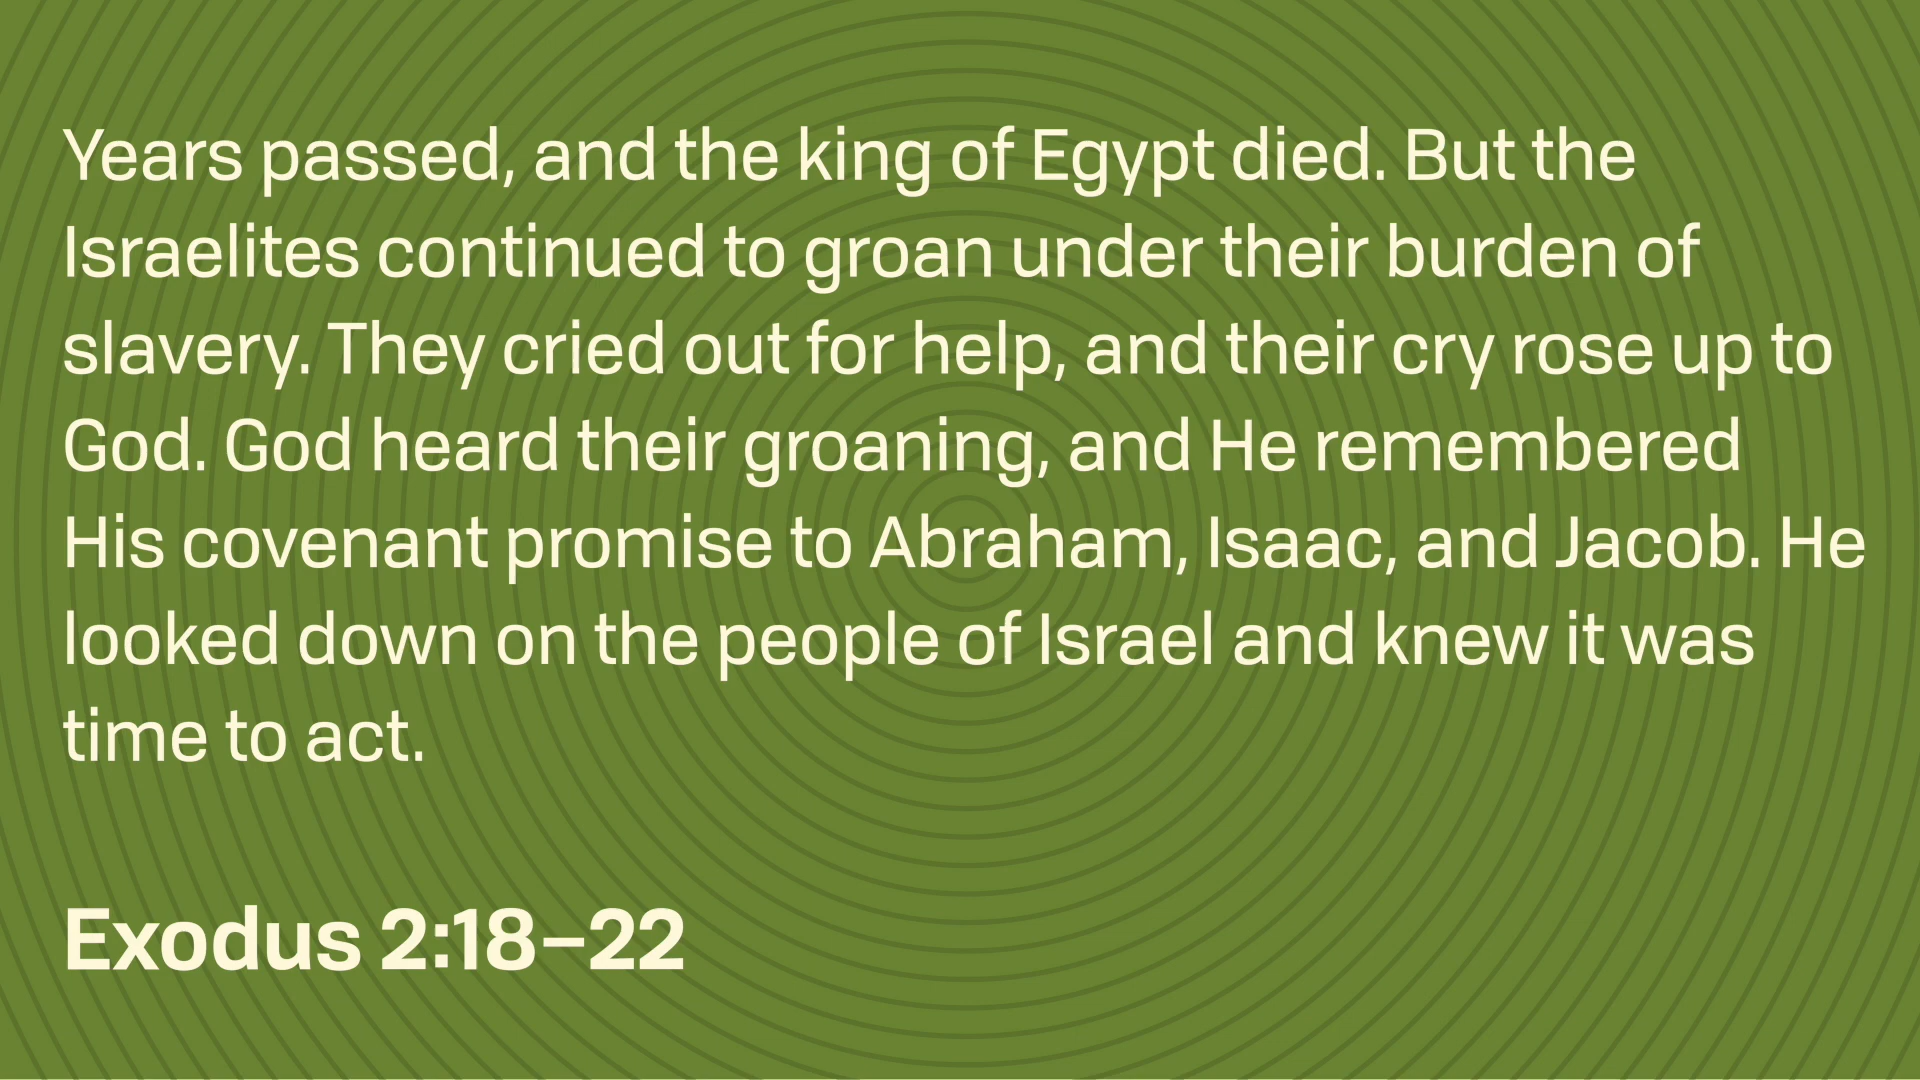 Years passed, and the king of Egypt died. But the
Israelites continued to groan under their burden of
slavery. They cried out for help, and their cry rose up to
God. God heard their groaning, and He remembered
His covenant promise to Abraham, Isaac, and Jacob. He
looked down on the people of Israel and knew it was
time to act.
Exodus 2:18–22